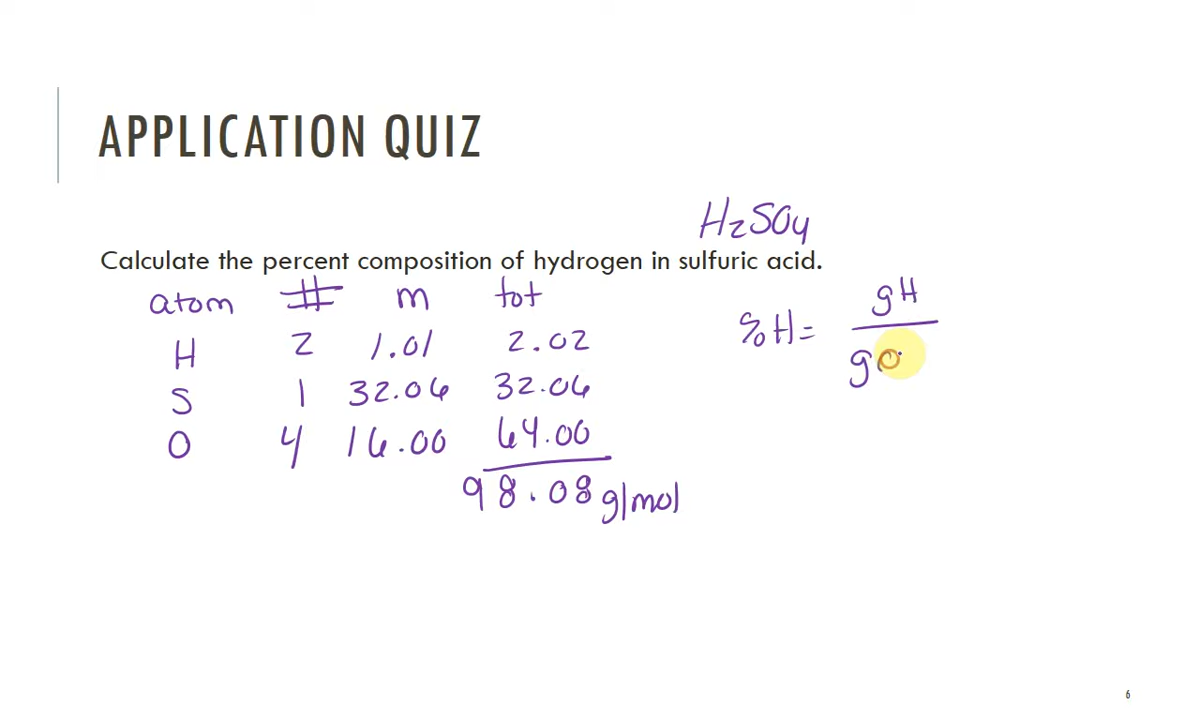 APPLICATION QUIZ
H2SO4
Calculate the percent composition of hydrogen in sulfuric acid.
atom # m tot
H 2 1.01 2.02
S 1 32.06 32.06
O 4 16.00 64.00
98.08 g/mol
%H =
gH
go
6